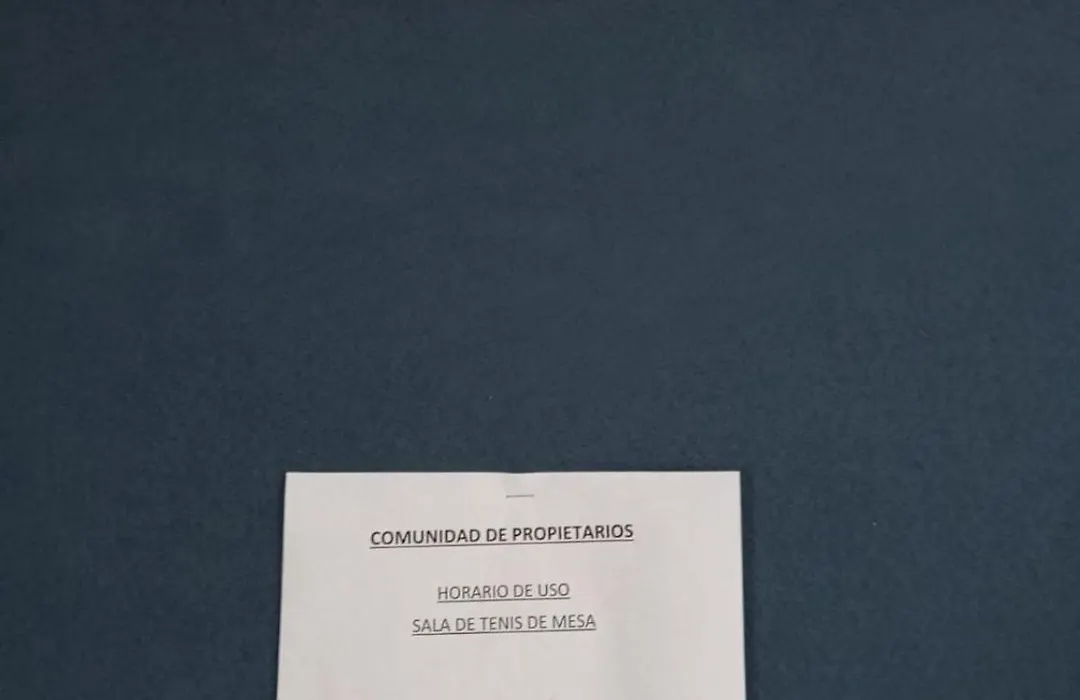 COMUNIDAD DE PROPIETARIOS
HORARIO DE USO
SALA DE TENIS DE MESA